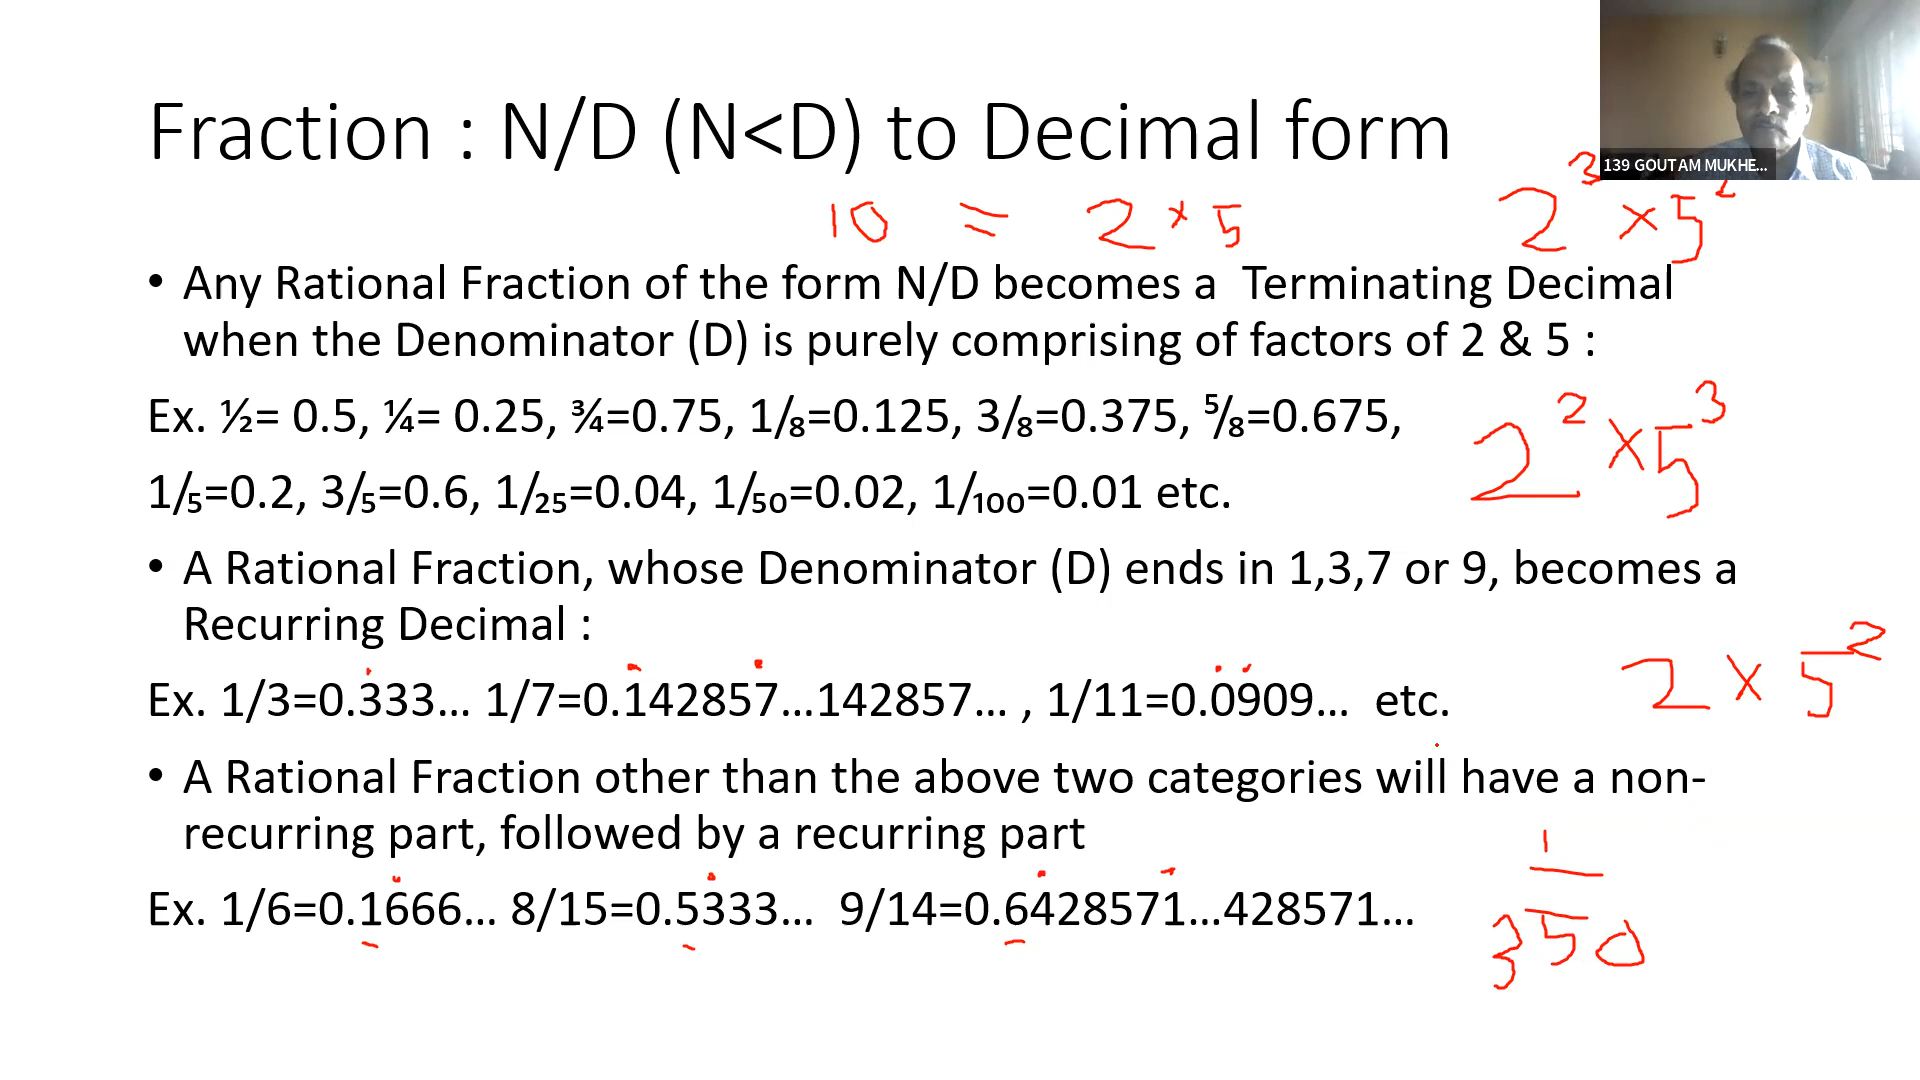 Fraction : N/D (N<D) to Decimal form
139 GOUTAM MUKHE...
10 = 2 × 5
2³ × 5²
• Any Rational Fraction of the form N/D becomes a Terminating Decimal
when the Denominator (D) is purely comprising of factors of 2 & 5 :
Ex. ½= 0.5, ¼= 0.25, ¾=0.75, 1/₈=0.125, 3/₈=0.375, ⁵/₈=0.675,
2² × 5³
1/₅=0.2, 3/₅=0.6, 1/₂₅=0.04, 1/₅₀=0.02, 1/₁₀₀=0.01 etc.
• A Rational Fraction, whose Denominator (D) ends in 1,3,7 or 9, becomes a
Recurring Decimal :
2 × 5²
Ex. 1/3=0.333... 1/7=0.142857...142857... , 1/11=0.0909... etc.
• A Rational Fraction other than the above two categories will have a non-
recurring part, followed by a recurring part
1
350
Ex. 1/6=0.1666... 8/15=0.5333... 9/14=0.6428571...428571...